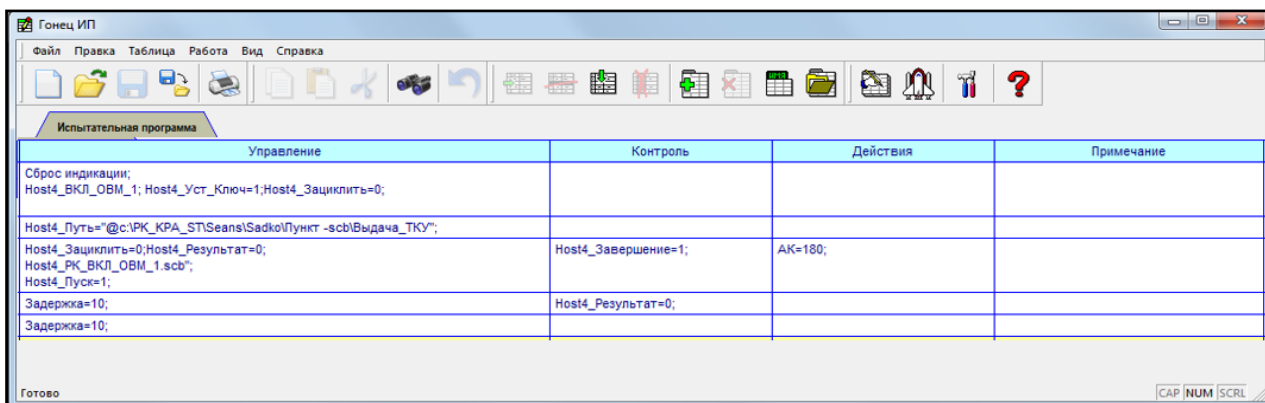 Гонец ИП
Файл Правка Таблица Работа Вид Справка
ИМЯ
Испытательная программа
Управление Контроль Действия Примечание
Сброс индикации;
Host4_ВКЛ_ОВМ_1; Host4_Уст_Ключ=1;Host4_Зациклить=0;
Host4_Путь="@c:\PK_KPA_ST\Seans\Sadko\Пункт -scb\Выдача_ТКУ";
Host4_Зациклить=0;Host4_Результат=0; Host4_Завершение=1; АК=180;
Host4_РК_ВКЛ_ОВМ_1.scb";
Host4_Пуск=1;
Задержка=10; Host4_Результат=0;
Задержка=10;
Готово CAP NUM SCRL